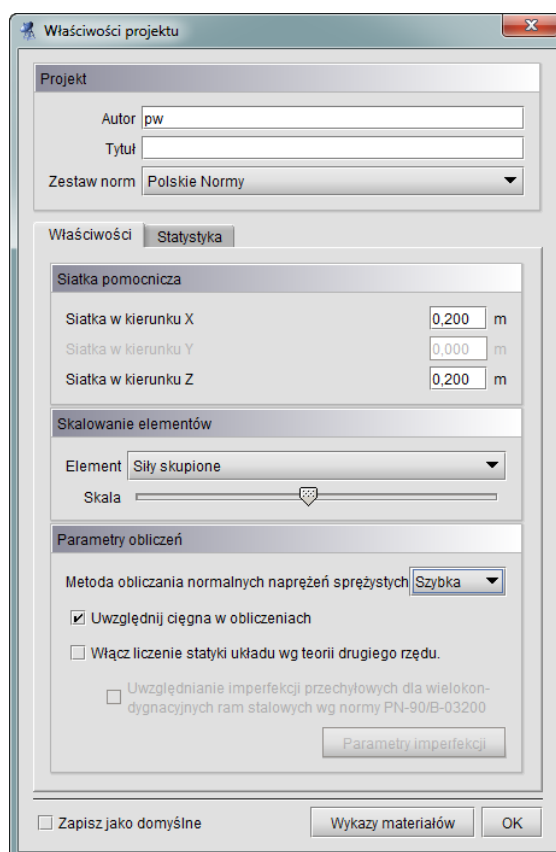 Właściwości projektu
Projekt
Autor pw
Tytuł
Zestaw norm Polskie Normy
Właściwości Statystyka
Siatka pomocnicza
Siatka w kierunku X 0,200 m
Siatka w kierunku Y 0,000 m
Siatka w kierunku Z 0,200 m
Skalowanie elementów
Element Siły skupione
Skala
Parametry obliczeń
Metoda obliczania normalnych naprężeń sprężystych Szybka
Uwzględnij cięgna w obliczeniach
Włącz liczenie statyki układu wg teorii drugiego rzędu.
Uwzględnianie imperfekcji przechyłowych dla wielokon-
dygnacyjnych ram stalowych wg normy PN-90/B-03200
Parametry imperfekcji
Zapisz jako domyślne Wykazy materiałów OK